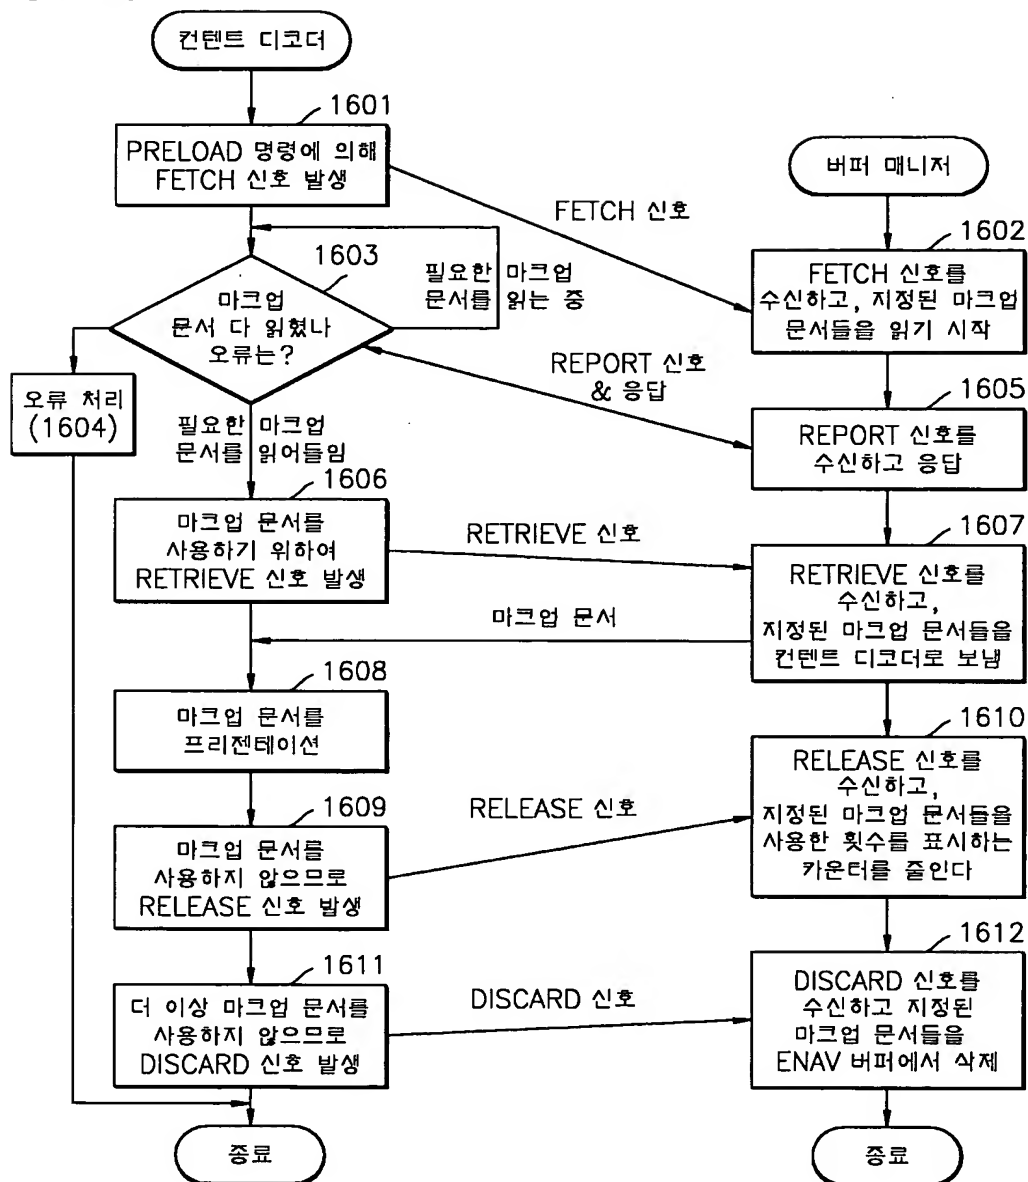 컨텐트 디코더
1601
PRELOAD 명령에 의해
FETCH 신호 발생
버퍼 매니저
FETCH 신호
1602
FETCH 신호를
수신하고, 지정된 마크업
문서들을 읽기 시작
1603
마크업
문서 다 읽혔나
오류는?
필요한 마크업
문서를 읽는 중
REPORT 신호
& 응답
오류 처리
(1604)
1605
REPORT 신호를
수신하고 응답
필요한 마크업
문서를 읽어들임
1606
마크업 문서를
사용하기 위하여
RETRIEVE 신호 발생
RETRIEVE 신호
1607
RETRIEVE 신호를
수신하고,
지정된 마크업 문서들을
컨텐트 디코더로 보냄
마크업 문서
1608
마크업 문서를
프리젠테이션
1610
RELEASE 신호를
수신하고,
지정된 마크업 문서들을
사용한 횟수를 표시하는
카운터를 줄인다
1609
마크업 문서를
사용하지 않으므로
RELEASE 신호 발생
RELEASE 신호
1611
더 이상 마크업 문서를
사용하지 않으므로
DISCARD 신호 발생
DISCARD 신호
1612
DISCARD 신호를
수신하고 지정된
마크업 문서들을
ENAV 버퍼에서 삭제
종료
종료